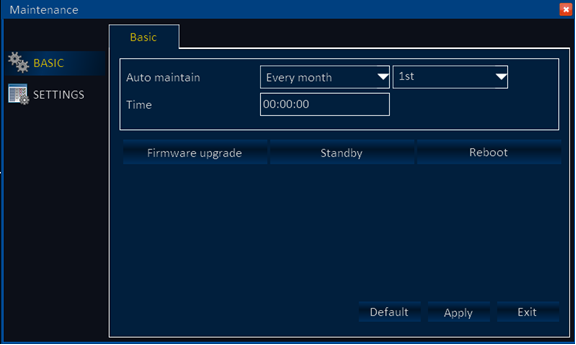 Maintenance
Basic
BASIC
SETTINGS
Auto maintain Every month 1st
Time 00:00:00
Firmware upgrade Standby Reboot
Default Apply Exit